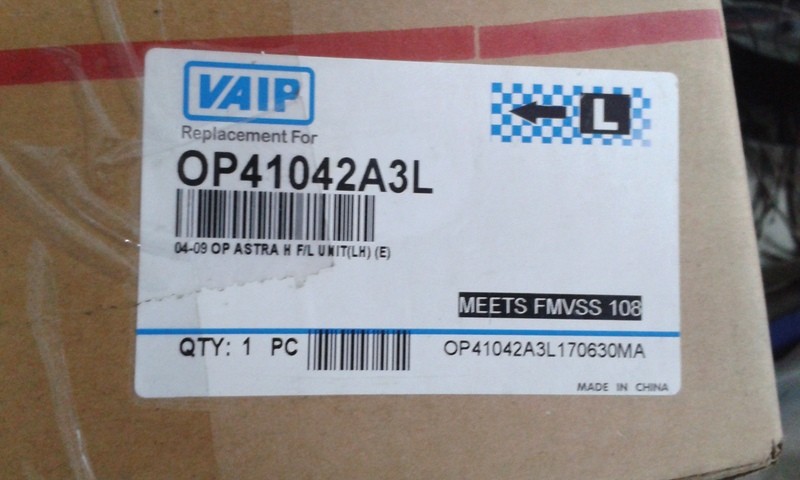 VAIP
L
Replacement For
OP41042A3L
04-09 OP ASTRA H F/L UNIT(LH) (E)
MEETS FMVSS 108
QTY: 1 PC
OP41042A3L170630MA
MADE IN CHINA